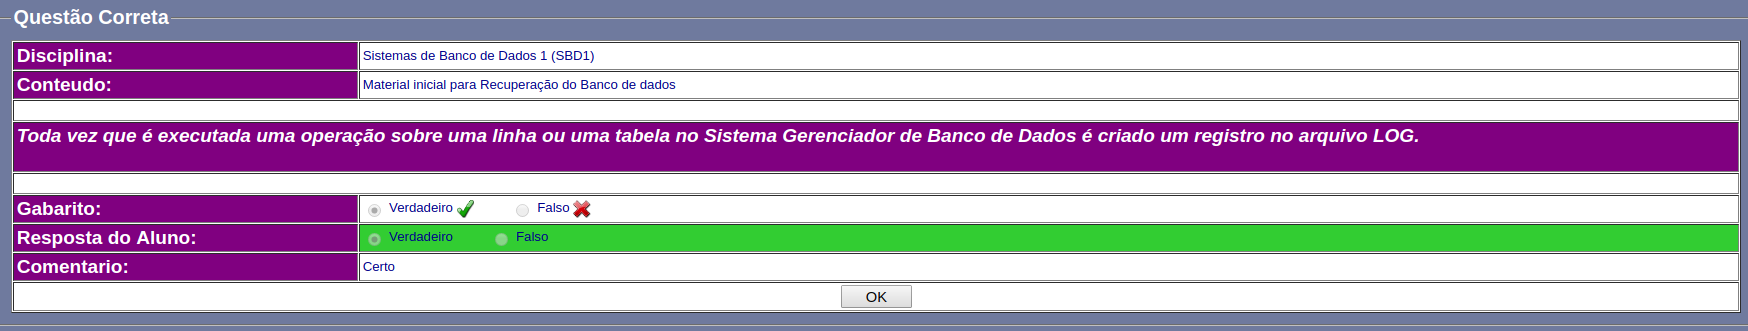 Questão Correta
Disciplina: Sistemas de Banco de Dados 1 (SBD1)
Conteudo: Material inicial para Recuperação do Banco de dados
Toda vez que é executada uma operação sobre uma linha ou uma tabela no Sistema Gerenciador de Banco de Dados é criado um registro no arquivo LOG.
Gabarito: Verdadeiro Falso
Resposta do Aluno: Verdadeiro Falso
Comentario: Certo
OK